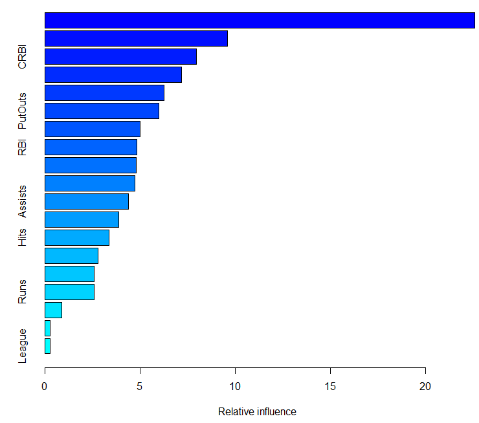 CRBI
PutOuts
RBI
Assists
Hits
Runs
League
0 5 10 15 20
Relative influence